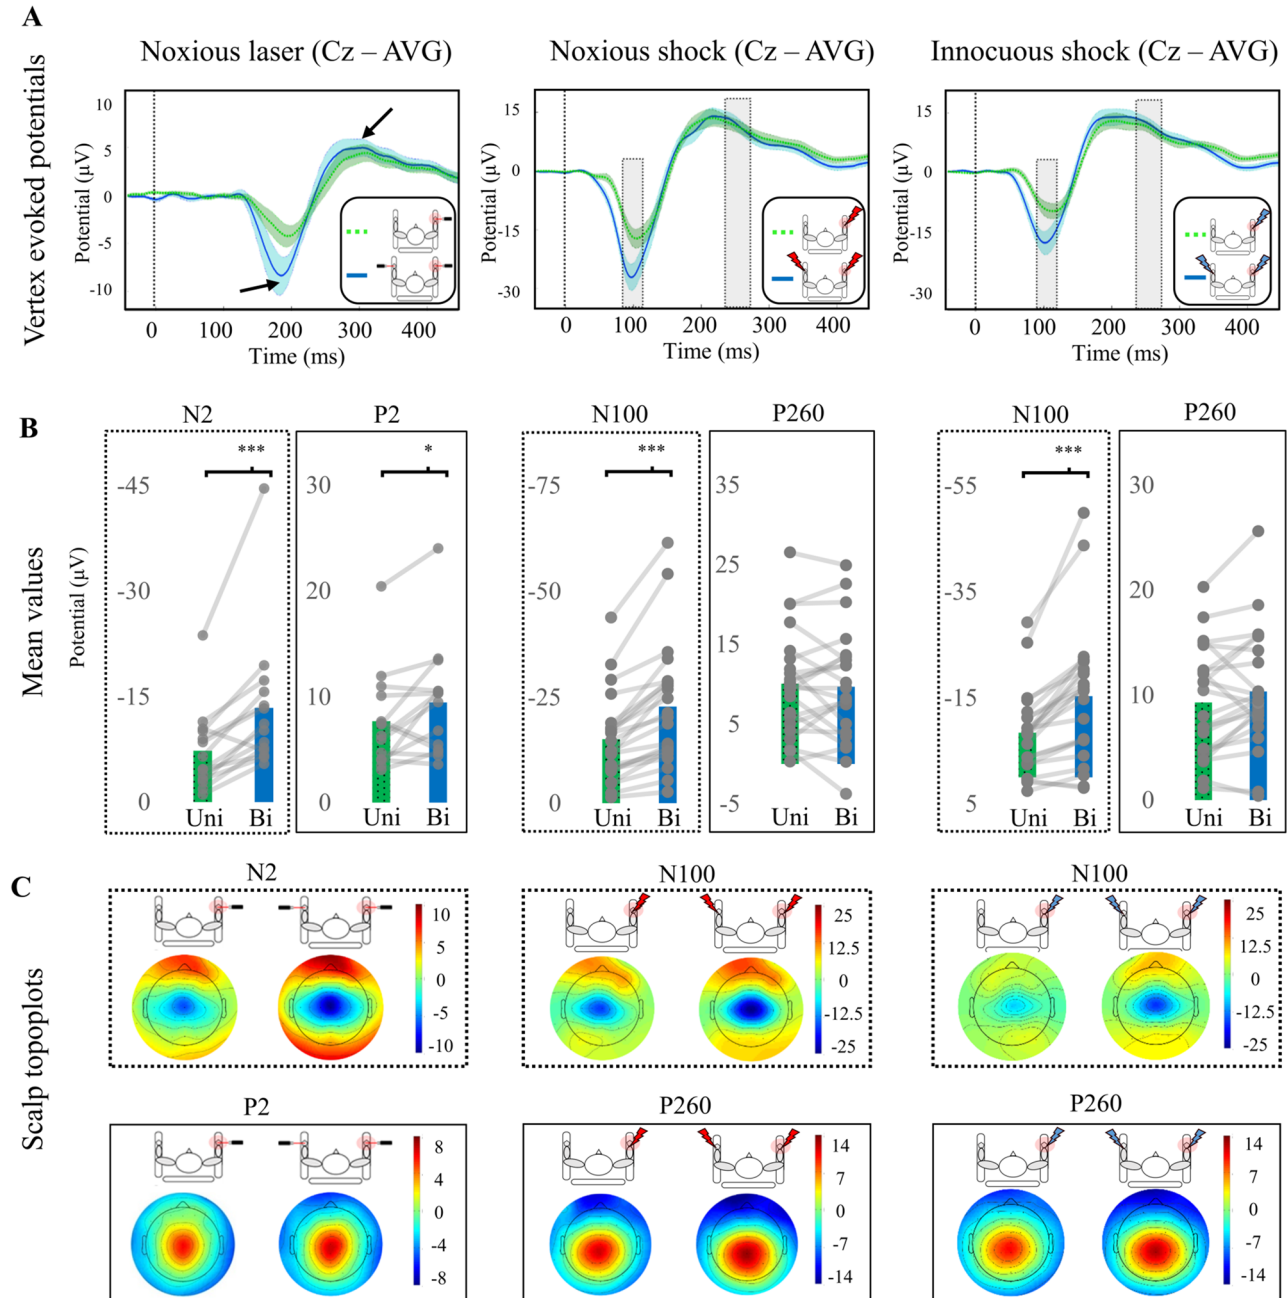 A
Noxious laser (Cz – AVG)
Noxious shock (Cz – AVG)
Innocuous shock (Cz – AVG)
Vertex evoked potentials
Potential (µV)
10
5
0
-5
-10
0
100
200
300
400
Time (ms)
Potential (µV)
15
0
-15
-30
0
100
200
300
400
Time (ms)
Potential (µV)
15
0
-15
-30
0
100
200
300
400
Time (ms)
B
Mean values
Potential (µV)
N2
***
-45
-30
-15
0
Uni Bi
P2
*
30
20
10
0
Uni Bi
N100
***
-75
-50
-25
0
Uni Bi
P260
35
25
15
5
-5
Uni Bi
N100
***
-55
-35
-15
5
Uni Bi
P260
30
20
10
0
Uni Bi
C
Scalp topoplots
N2
10
5
0
-5
-10
N100
25
12.5
0
-12.5
-25
N100
25
12.5
0
-12.5
-25
P2
8
4
0
-4
-8
P260
14
7
0
-7
-14
P260
14
7
0
-7
-14